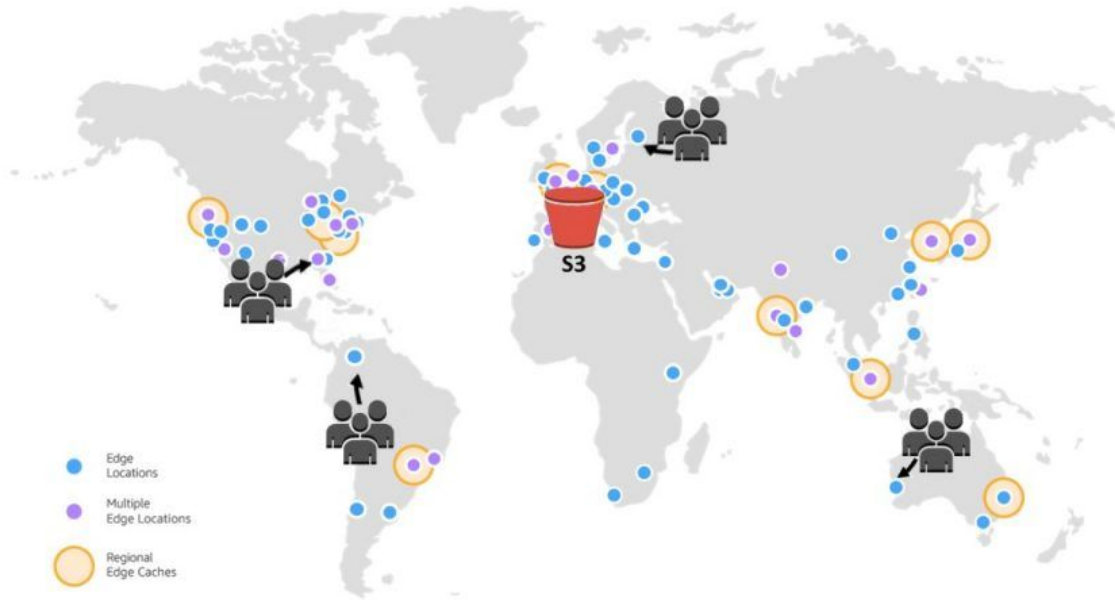 S3
Edge
Locations
Multiple
Edge Locations
Regional
Edge Caches